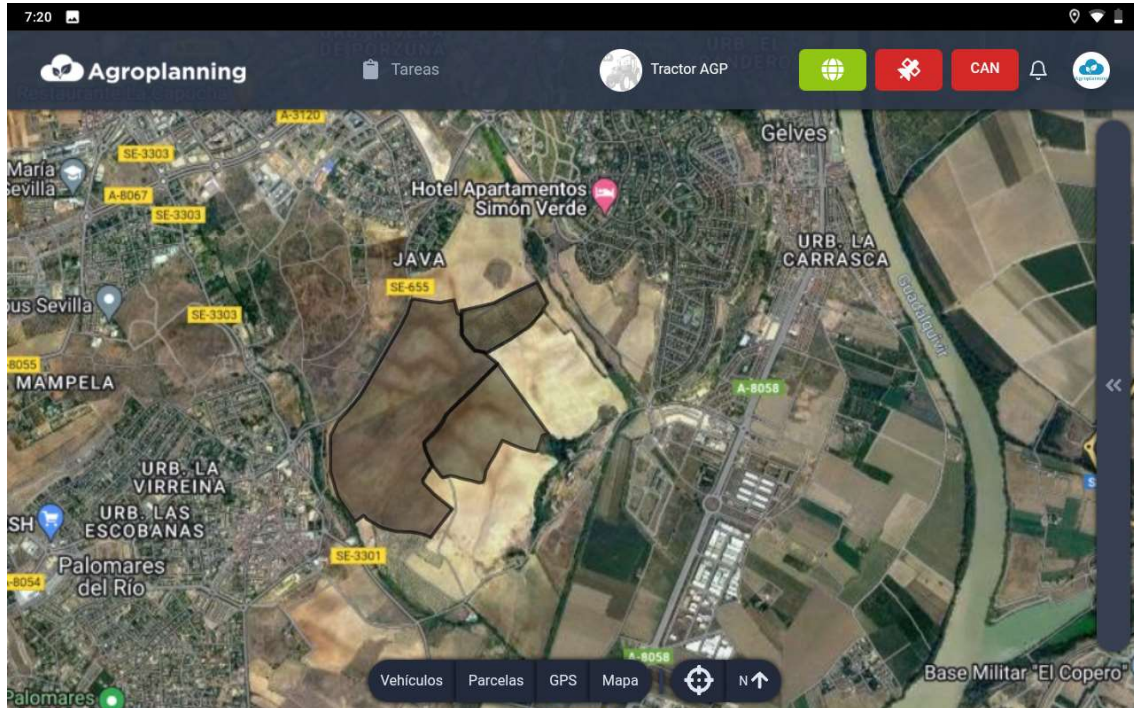 7:20
Agroplanning
Tareas
Tractor AGP
CAN
A-3120
Gelves
SE-3303
María
Sevilla
A-8067
SE-3303
Hotel Apartamentos
Simón Verde
JAVA
URB. LA
CARRASCA
SE-655
Guadalquivir
us Sevilla
SE-3303
-8055
MAMPELA
A-8058
URB. LA
VIRREINA
SH
URB. LAS
ESCOBANAS
SE-3301
Palomares
del Río
-8054
A-8058
Vehículos
Parcelas
GPS
Mapa
N
Base Militar "El Copero"
Palomares